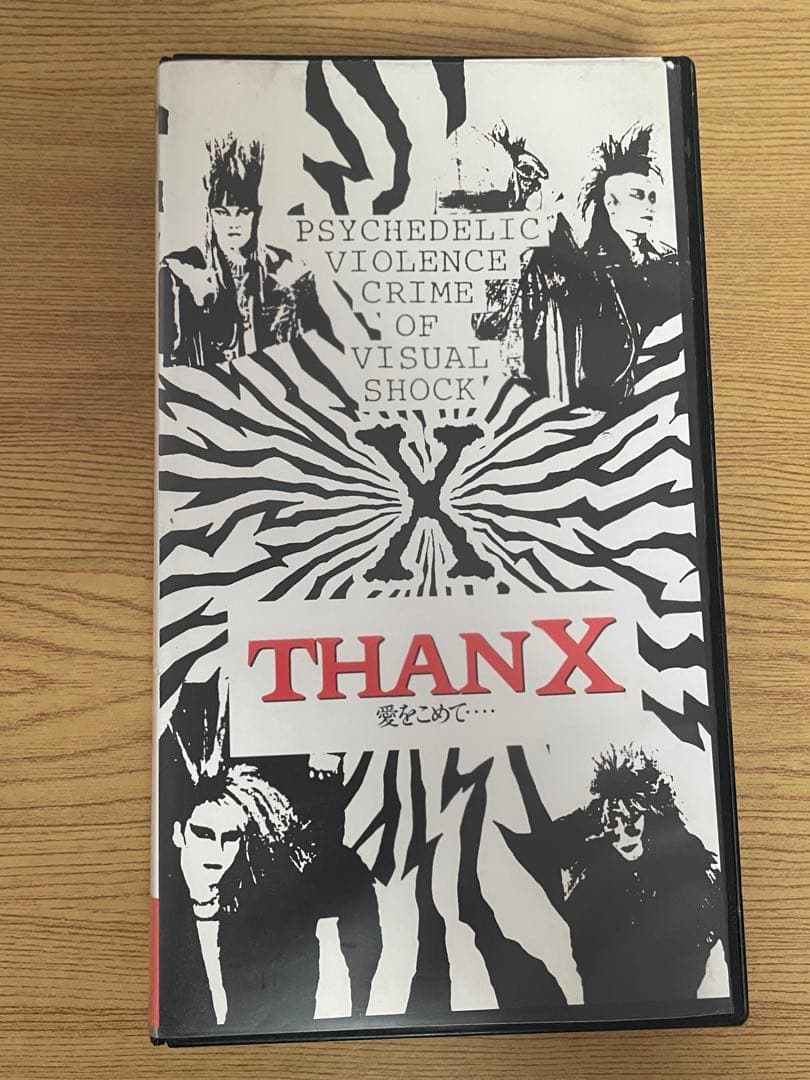 PSYCHEDELIC
VIOLENCE
CRIME
OF
VISUAL
SHOCK
X
THANX
愛をこめて････